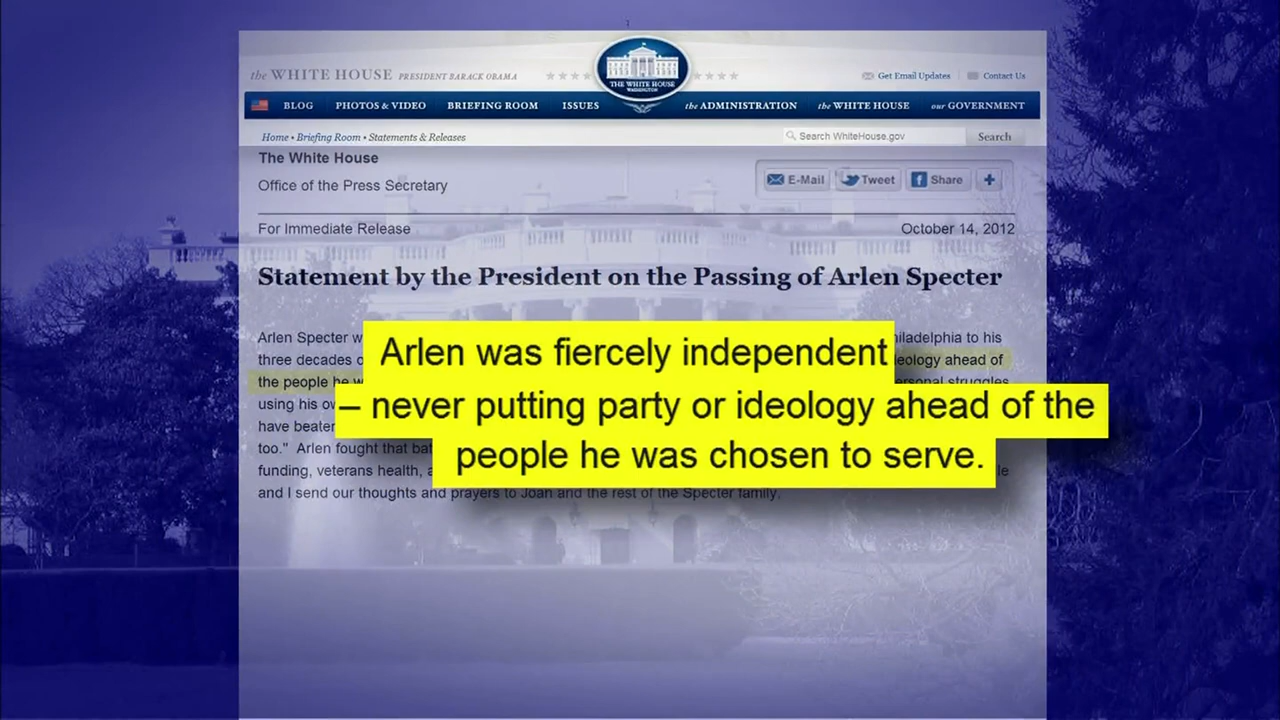 the WHITE HOUSE PRESIDENT BARACK OBAMA
THE WHITE HOUSE
WASHINGTON
Get Email Updates
Contact Us
BLOG PHOTOS & VIDEO BRIEFING ROOM ISSUES the ADMINISTRATION the WHITE HOUSE our GOVERNMENT
Home • Briefing Room • Statements & Releases
Search WhiteHouse.gov Search
The White House
E-Mail Tweet Share +
Office of the Press Secretary
For Immediate Release October 14, 2012
Statement by the President on the Passing of Arlen Specter
Arlen Specter to his
three decades ahead of
the people he personal struggles
using his
have
too." Arlen fought that
funding, veterans health,
and I send our thoughts and prayers to Joan and the rest of the Specter family.
Arlen was fiercely independent
– never putting party or ideology ahead of the
people he was chosen to serve.